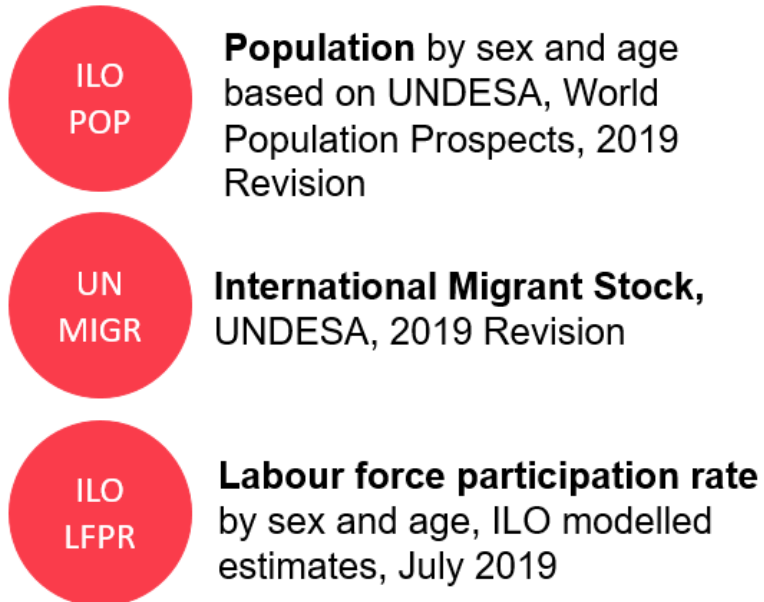 ILO
POP
Population by sex and age
based on UNDESA, World
Population Prospects, 2019
Revision
UN
MIGR
International Migrant Stock,
UNDESA, 2019 Revision
ILO
LFPR
Labour force participation rate
by sex and age, ILO modelled
estimates, July 2019